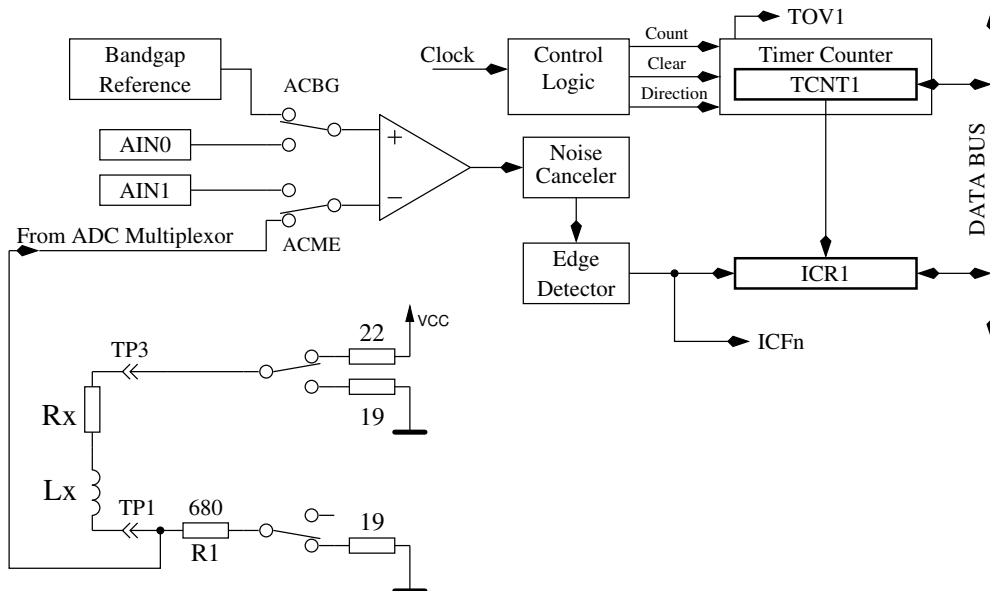 TOV1
Bandgap
Reference
ACBG
AIN0
AIN1
ACME
From ADC Multiplexor
Clock
Control
Logic
Count
Clear
Direction
Timer Counter
TCNT1
Noise
Canceler
Edge
Detector
ICR1
ICFn
DATA BUS
VCC
22
19
TP3
Rx
Lx
TP1
680
R1
19
+
−